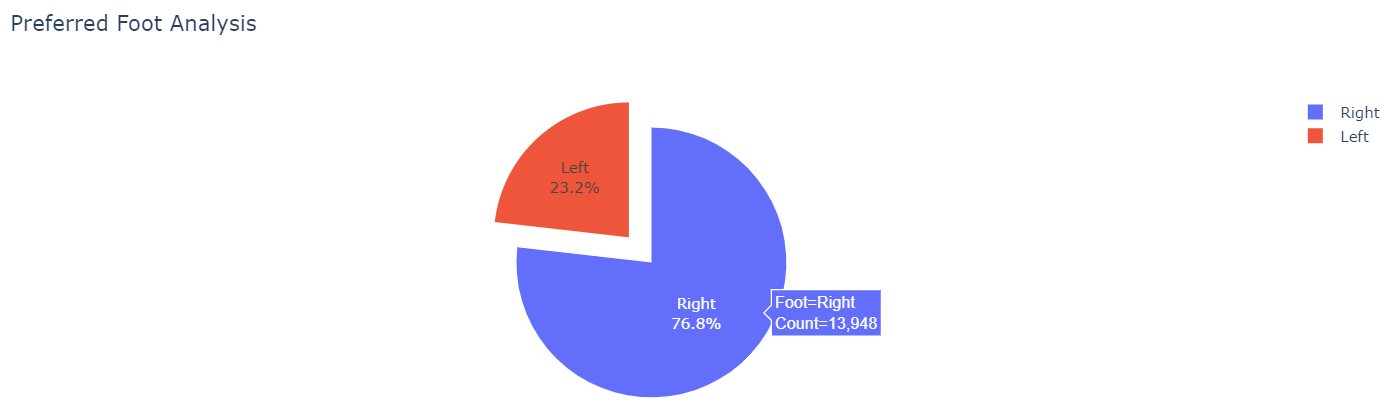 Preferred Foot Analysis
Right
Left
Left
23.2%
Right
76.8%
Foot=Right
Count=13,948